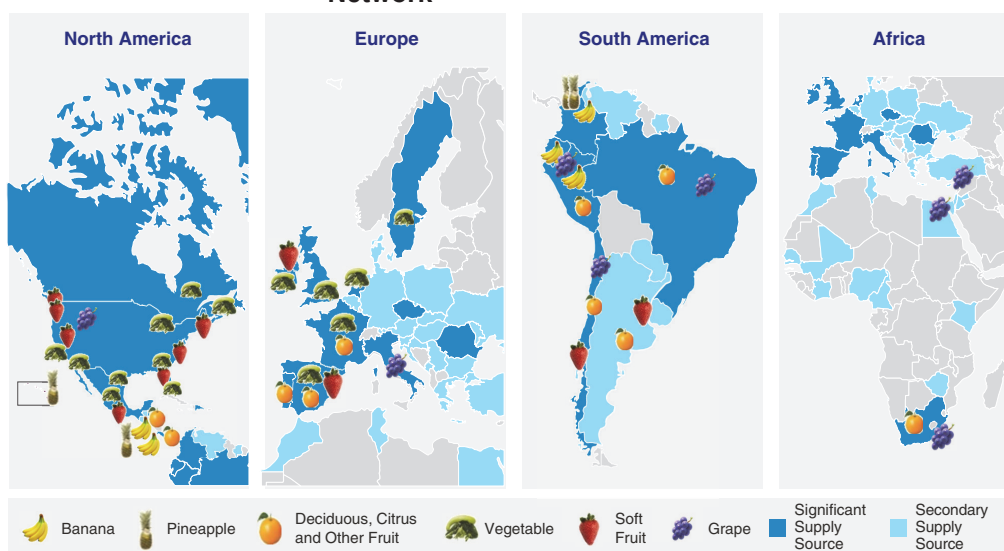 Network
North America
Europe
South America
Africa
Banana
Pineapple
Deciduous, Citrus
and Other Fruit
Vegetable
Soft
Fruit
Grape
Significant
Supply
Source
Secondary
Supply
Source